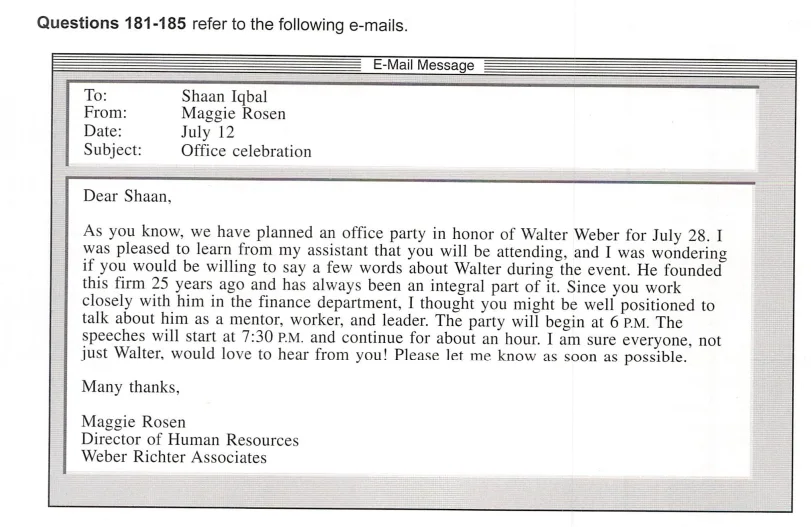 Questions 181-185 refer to the following e-mails.
E-Mail Message
To: Shaan Iqbal
From: Maggie Rosen
Date: July 12
Subject: Office celebration
Dear Shaan,
As you know, we have planned an office party in honor of Walter Weber for July 28. I
was pleased to learn from my assistant that you will be attending, and I was wondering
if you would be willing to say a few words about Walter during the event. He founded
this firm 25 years ago and has always been an integral part of it. Since you work
closely with him in the finance department, I thought you might be well positioned to
talk about him as a mentor, worker, and leader. The party will begin at 6 P.M. The
speeches will start at 7:30 P.M. and continue for about an hour. I am sure everyone, not
just Walter, would love to hear from you! Please let me know as soon as possible.
Many thanks,
Maggie Rosen
Director of Human Resources
Weber Richter Associates